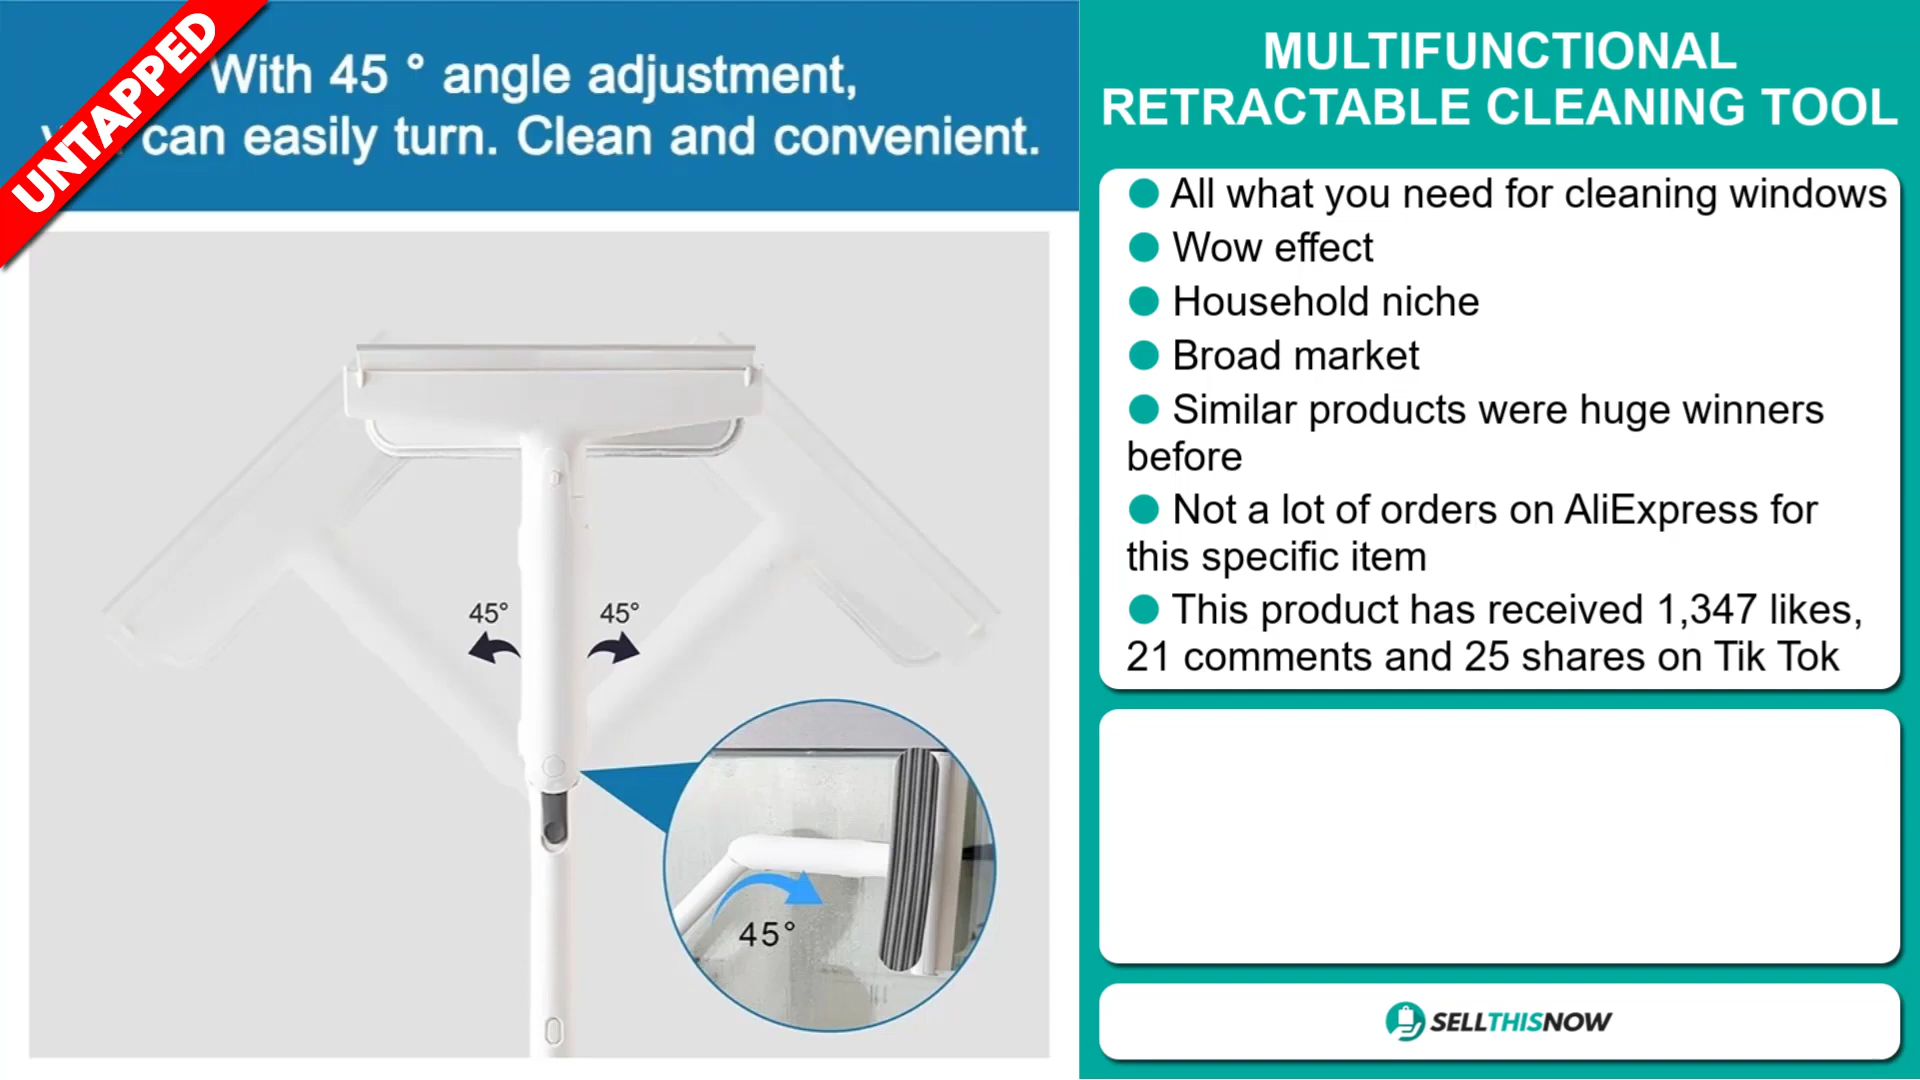 UNTAPPED
With 45 ° angle adjustment,
can easily turn. Clean and convenient.
45°
45°
45°
MULTIFUNCTIONAL
RETRACTABLE CLEANING TOOL
All what you need for cleaning windows
Wow effect
Household niche
Broad market
Similar products were huge winners
before
Not a lot of orders on AliExpress for
this specific item
This product has received 1,347 likes,
21 comments and 25 shares on Tik Tok
SELLTHISNOW